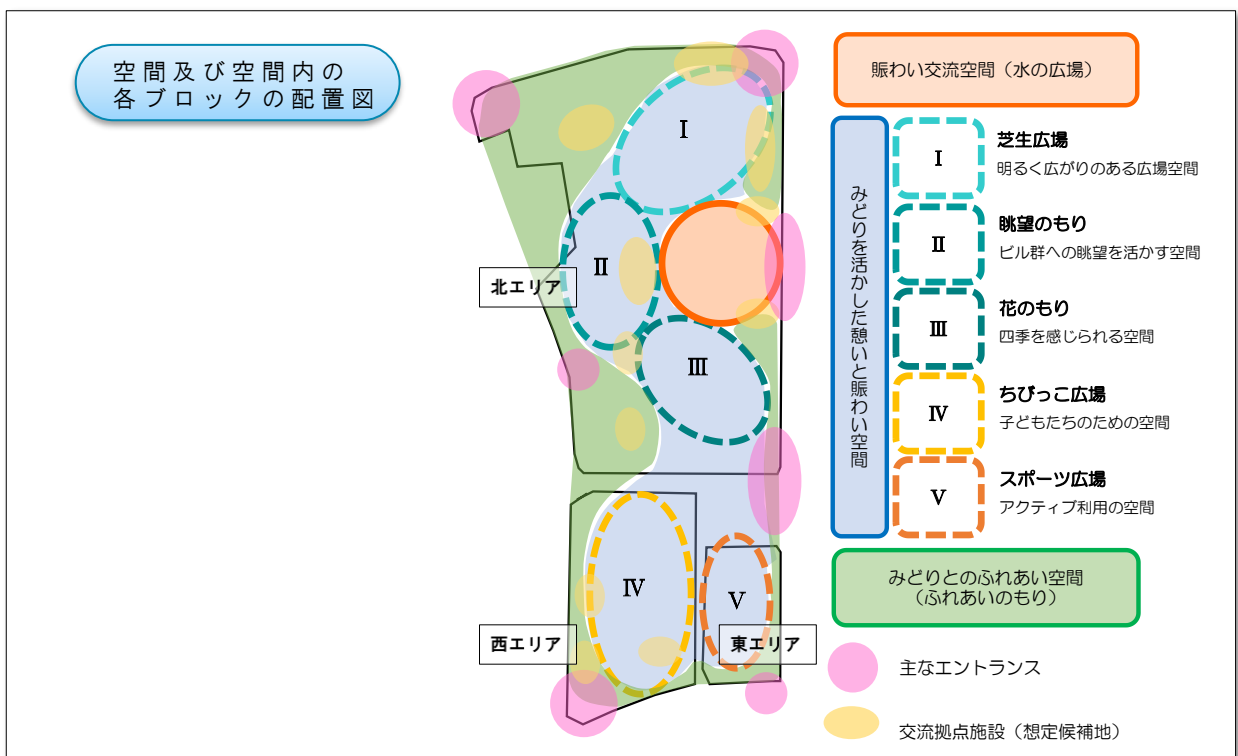 空間及び空間内の
各ブロックの配置図
Ⅰ
Ⅱ
Ⅲ
Ⅳ
Ⅴ
北エリア
西エリア
東エリア
賑わい交流空間（水の広場）
みどりを活かした憩いと賑わい空間
Ⅰ
芝生広場
明るく広がりのある広場空間
Ⅱ
眺望のもり
ビル群への眺望を活かす空間
Ⅲ
花のもり
四季を感じられる空間
Ⅳ
ちびっこ広場
子どもたちのための空間
Ⅴ
スポーツ広場
アクティブ利用の空間
みどりとのふれあい空間
（ふれあいのもり）
主なエントランス
交流拠点施設（想定候補地）